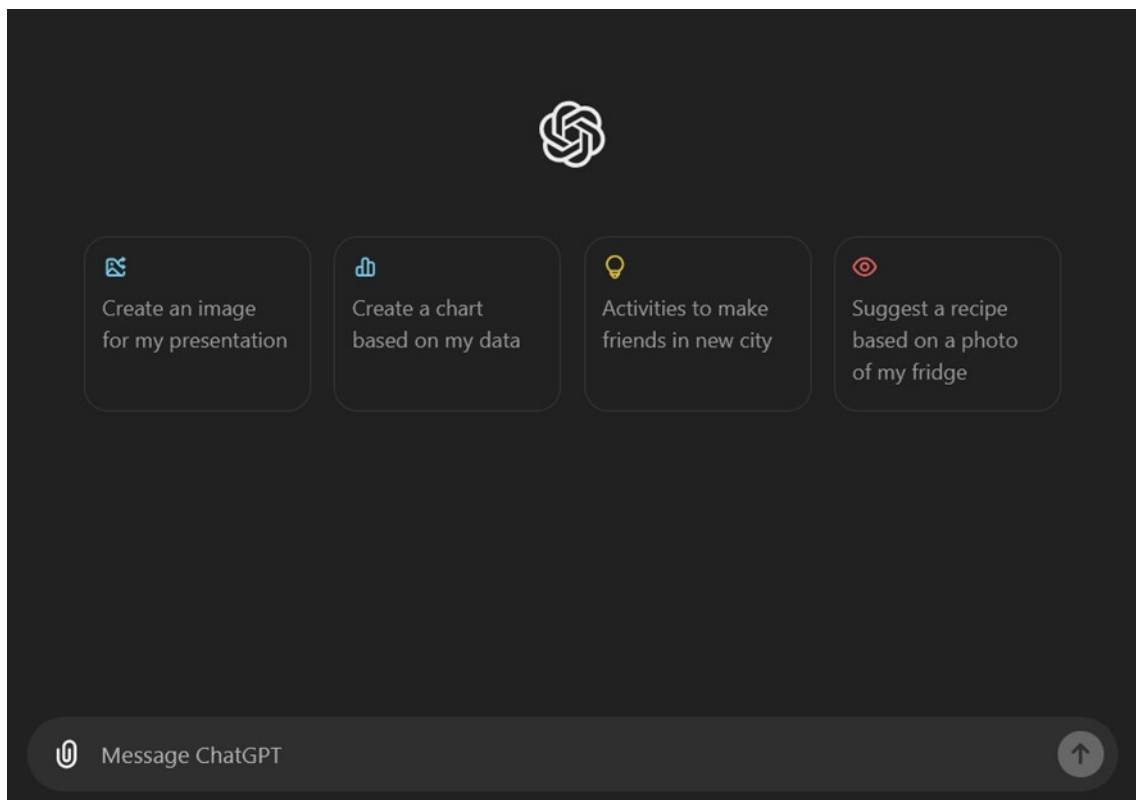 Create an image
for my presentation
Create a chart
based on my data
Activities to make
friends in new city
Suggest a recipe
based on a photo
of my fridge
Message ChatGPT